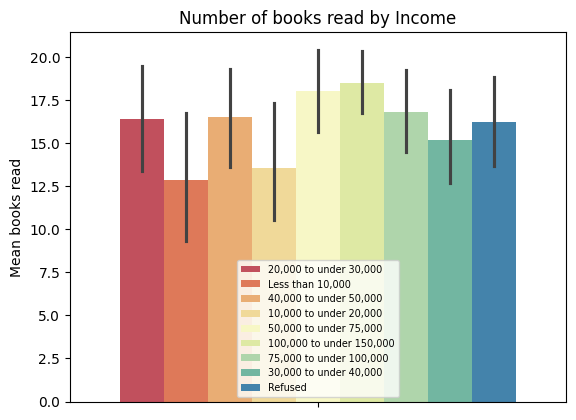 Number of books read by Income
Mean books read
20.0
17.5
15.0
12.5
10.0
7.5
5.0
2.5
0.0
20,000 to under 30,000
Less than 10,000
40,000 to under 50,000
10,000 to under 20,000
50,000 to under 75,000
100,000 to under 150,000
75,000 to under 100,000
30,000 to under 40,000
Refused